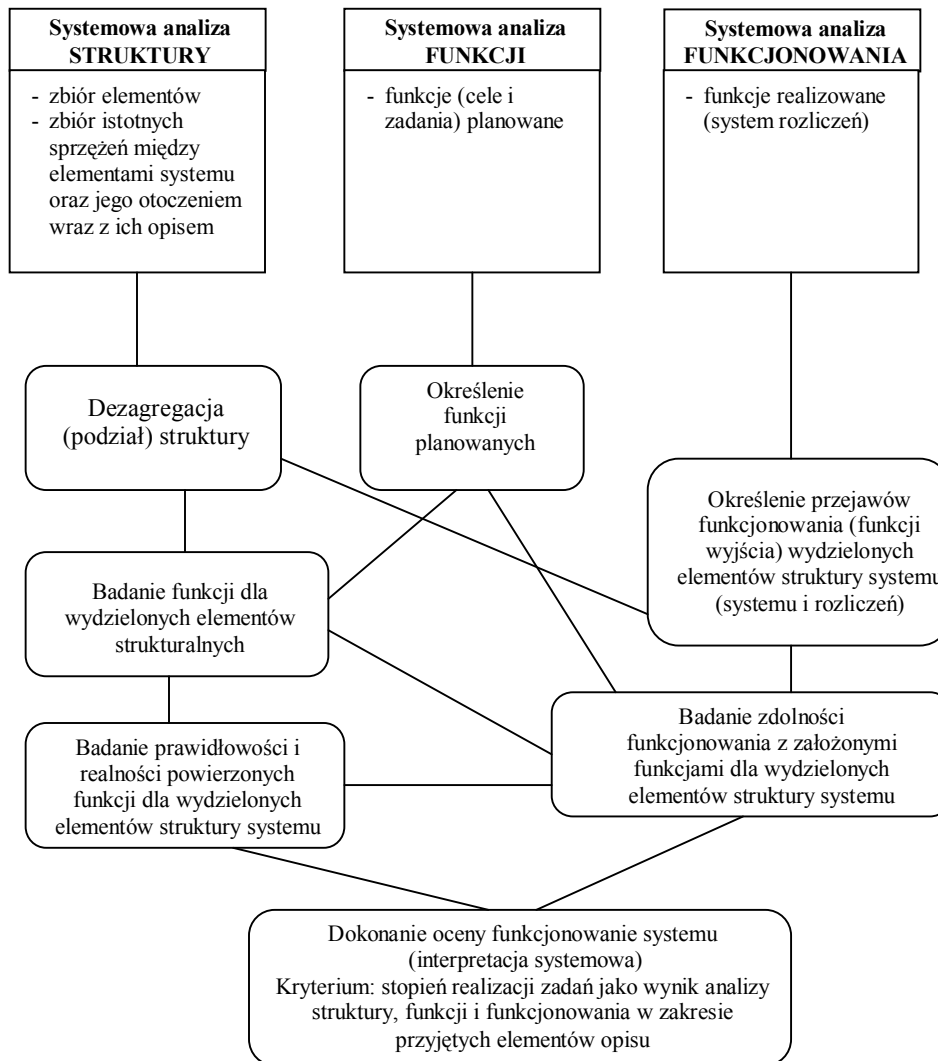 Systemowa analiza
STRUKTURY
- zbiór elementów
- zbiór istotnych
sprzężeń między
elementami systemu
oraz jego otoczeniem
wraz z ich opisem
Systemowa analiza
FUNKCJI
- funkcje (cele i
zadania) planowane
Systemowa analiza
FUNKCJONOWANIA
- funkcje realizowane
(system rozliczeń)
Dezagregacja
(podział) struktury
Określenie
funkcji
planowanych
Określenie przejawów
funkcjonowania (funkcji
wyjścia) wydzielonych
elementów struktury systemu
(systemu i rozliczeń)
Badanie funkcji dla
wydzielonych elementów
strukturalnych
Badanie prawidłowości i
realności powierzonych
funkcji dla wydzielonych
elementów struktury systemu
Badanie zdolności
funkcjonowania z założonymi
funkcjami dla wydzielonych
elementów struktury systemu
Dokonanie oceny funkcjonowanie systemu
(interpretacja systemowa)
Kryterium: stopień realizacji zadań jako wynik analizy
struktury, funkcji i funkcjonowania w zakresie
przyjętych elementów opisu